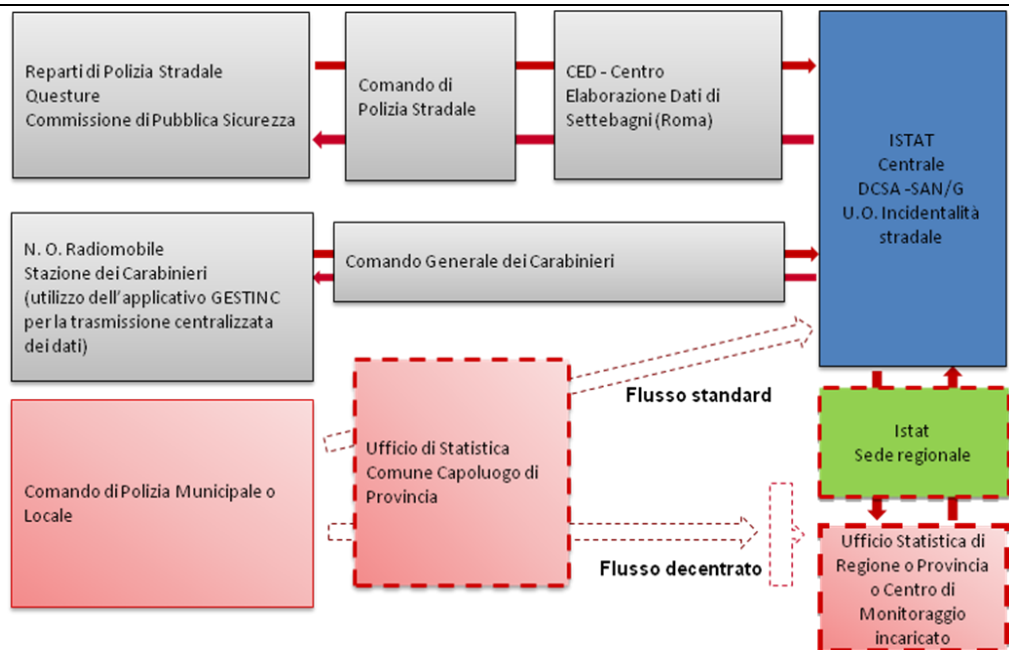 Reparti di Polizia Stradale
Questure
Commissione di Pubblica Sicurezza
Comando di
Polizia Stradale
CED - Centro
Elaborazione Dati di
Settebagni (Roma)
ISTAT
Centrale
DCSA -SAN/G
U.O. Incidentalità
stradale
N. O. Radiomobile
Stazione dei Carabinieri
(utilizzo dell'applicativo GESTINC
per la trasmissione centralizzata
dei dati)
Comando Generale dei Carabinieri
Flusso standard
Comando di Polizia Municipale o
Locale
Ufficio di Statistica
Comune Capoluogo di
Provincia
Flusso decentrato
Istat
Sede regionale
Ufficio Statistica di
Regione o Provincia
o Centro di
Monitoraggio
incaricato